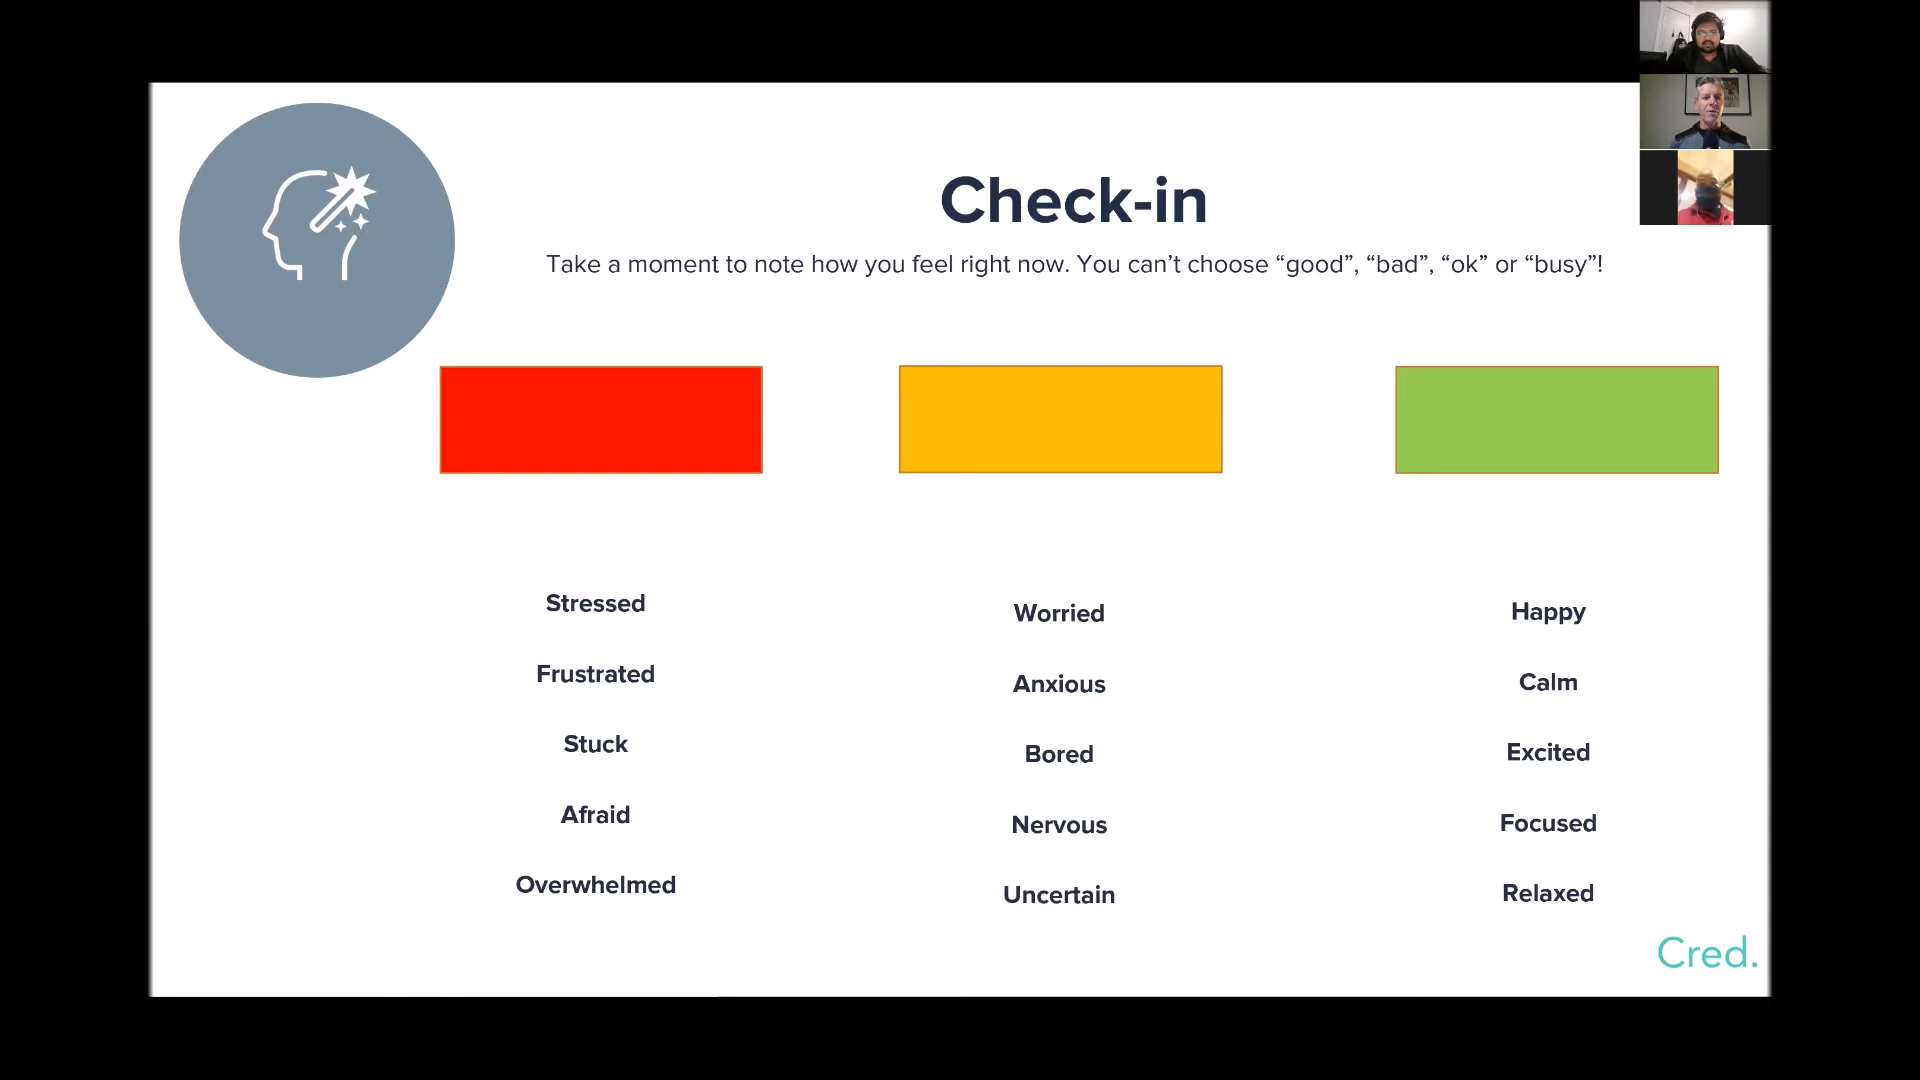 Check-in
Take a moment to note how you feel right now. You can’t choose “good”, “bad”, “ok” or “busy”!
Stressed
Frustrated
Stuck
Afraid
Overwhelmed
Worried
Anxious
Bored
Nervous
Uncertain
Happy
Calm
Excited
Focused
Relaxed
Cred.